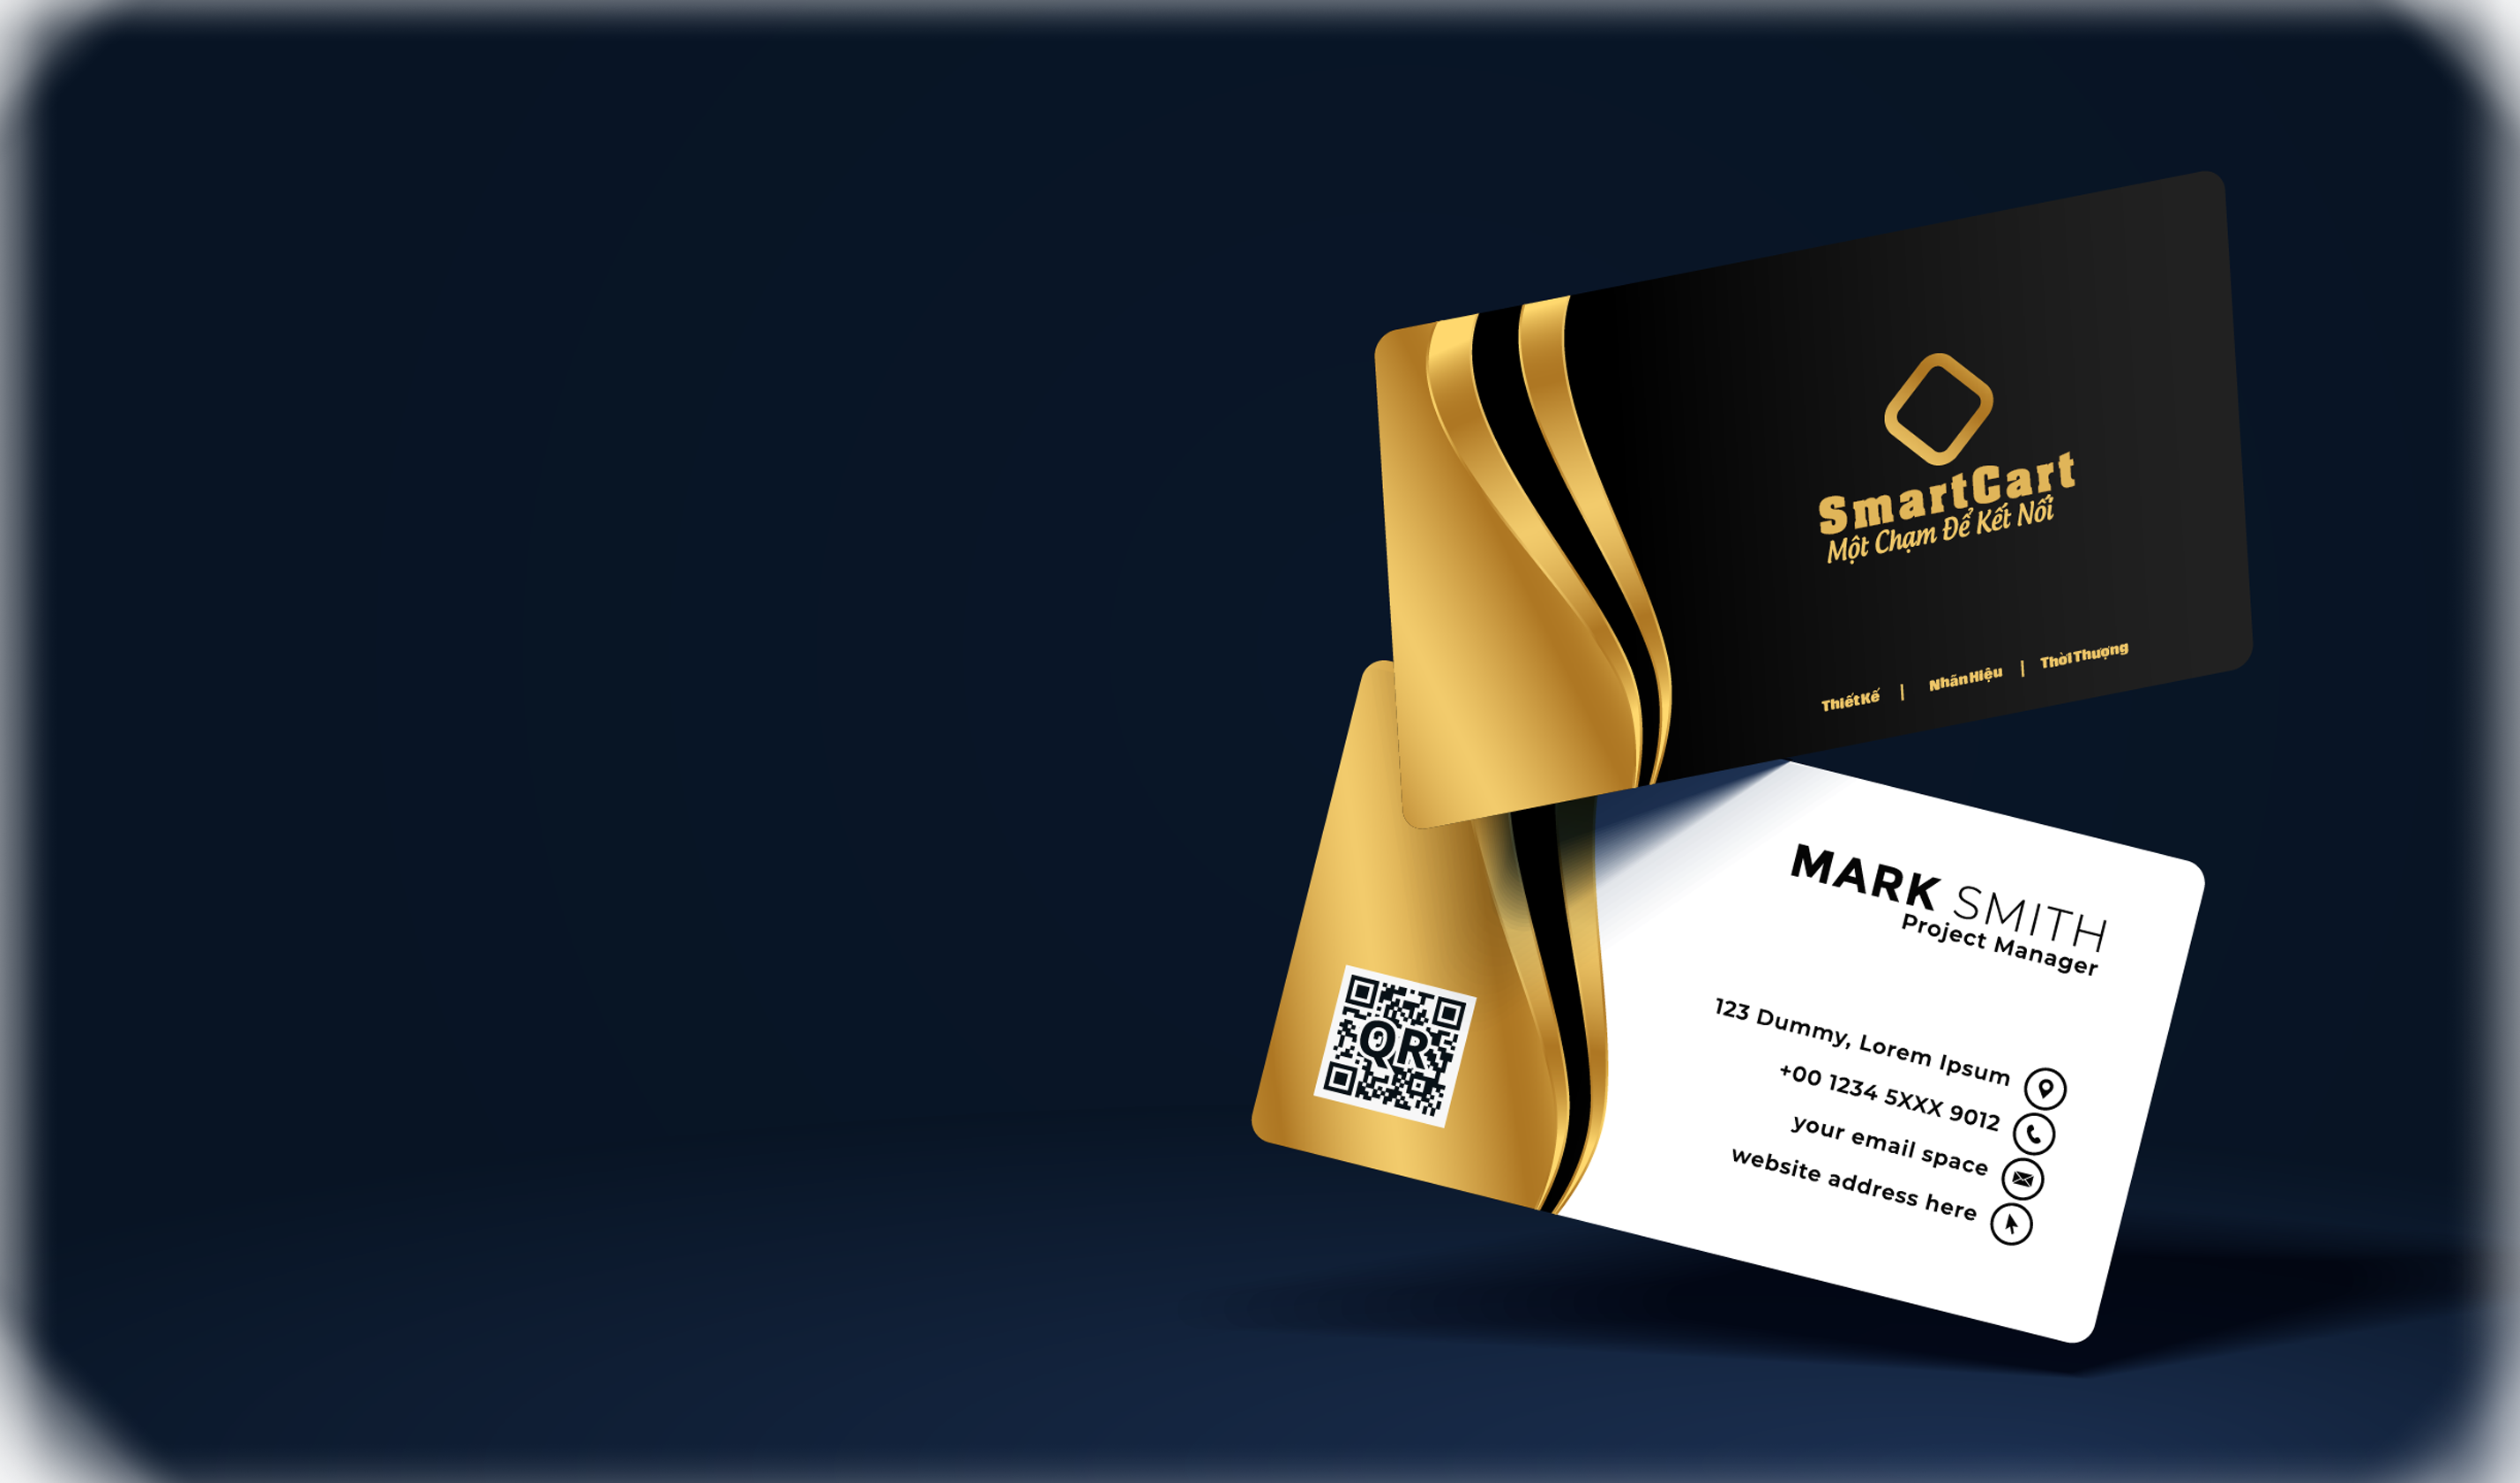 SmartCart
Một Chạm Để Kết Nối
Thiết Kế | Nhãn Hiệu | Thời Thượng
MARK SMITH
Project Manager
123 Dummy, Lorem Ipsum
+00 1234 5XXX 9012
your email space
website address here
QR